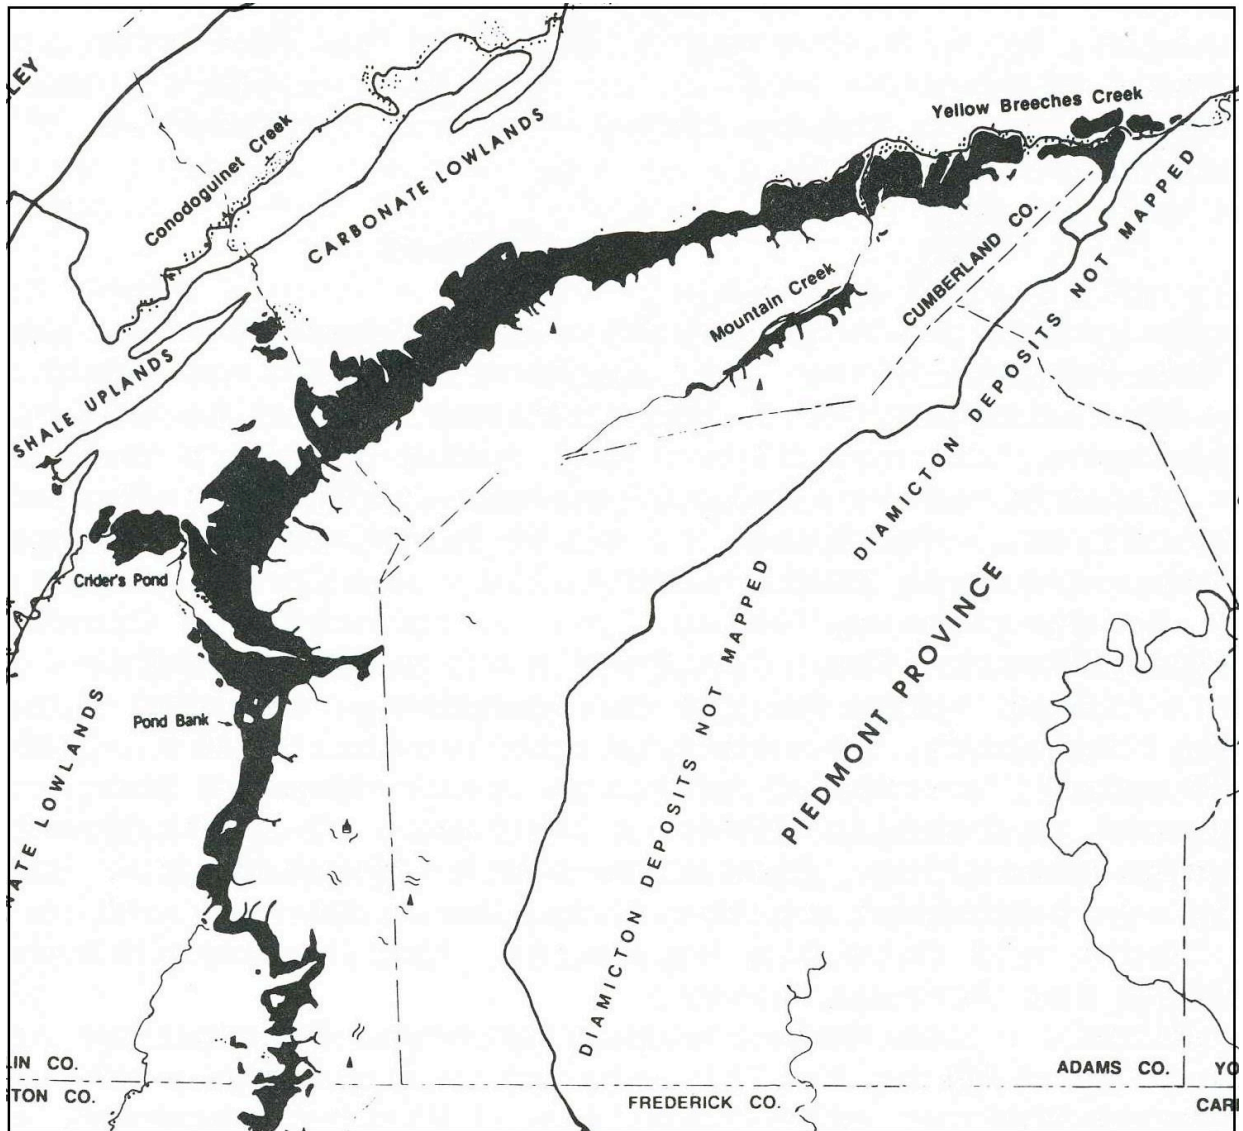 LEY
Yellow Breeches Creek
Conodoguinet Creek
CARBONATE LOWLANDS
DIAMICTON DEPOSITS NOT MAPPED
CUMBERLAND CO.
Mountain Creek
SHALE UPLANDS
Crider's Pond
DIAMICTON DEPOSITS NOT MAPPED
PIEDMONT PROVINCE
Pond Bank
NATE LOWLANDS
LIN CO.
ADAMS CO.
YO
TON CO.
FREDERICK CO.
CAR